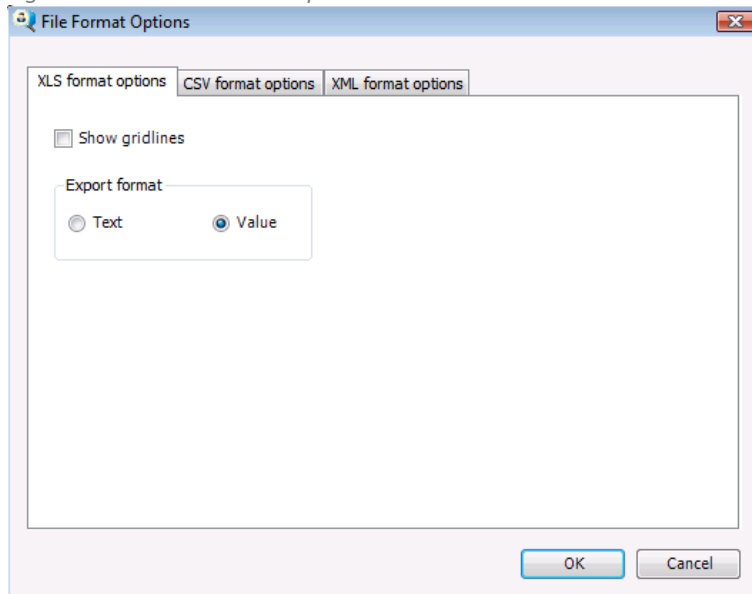 File Format Options
XLS format options CSV format options XML format options
Show gridlines
Export format
Text Value
OK Cancel